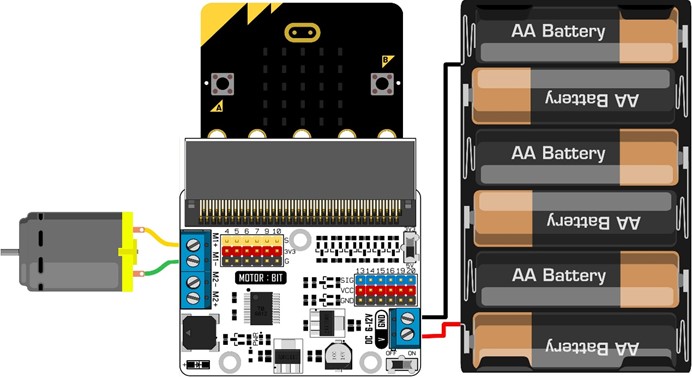 AA Battery
B
AA Battery
A
AA Battery
AA Battery
4 5 6 7 8 9 10
M1+
S
M1-
3V3
G
M2-
M2+
MOTOR:BIT
13 14 15 16 19 20
SIG
VCC
GND
AA Battery
DC 6-12V
GND
V
PWR
OFF
ON
AA Battery